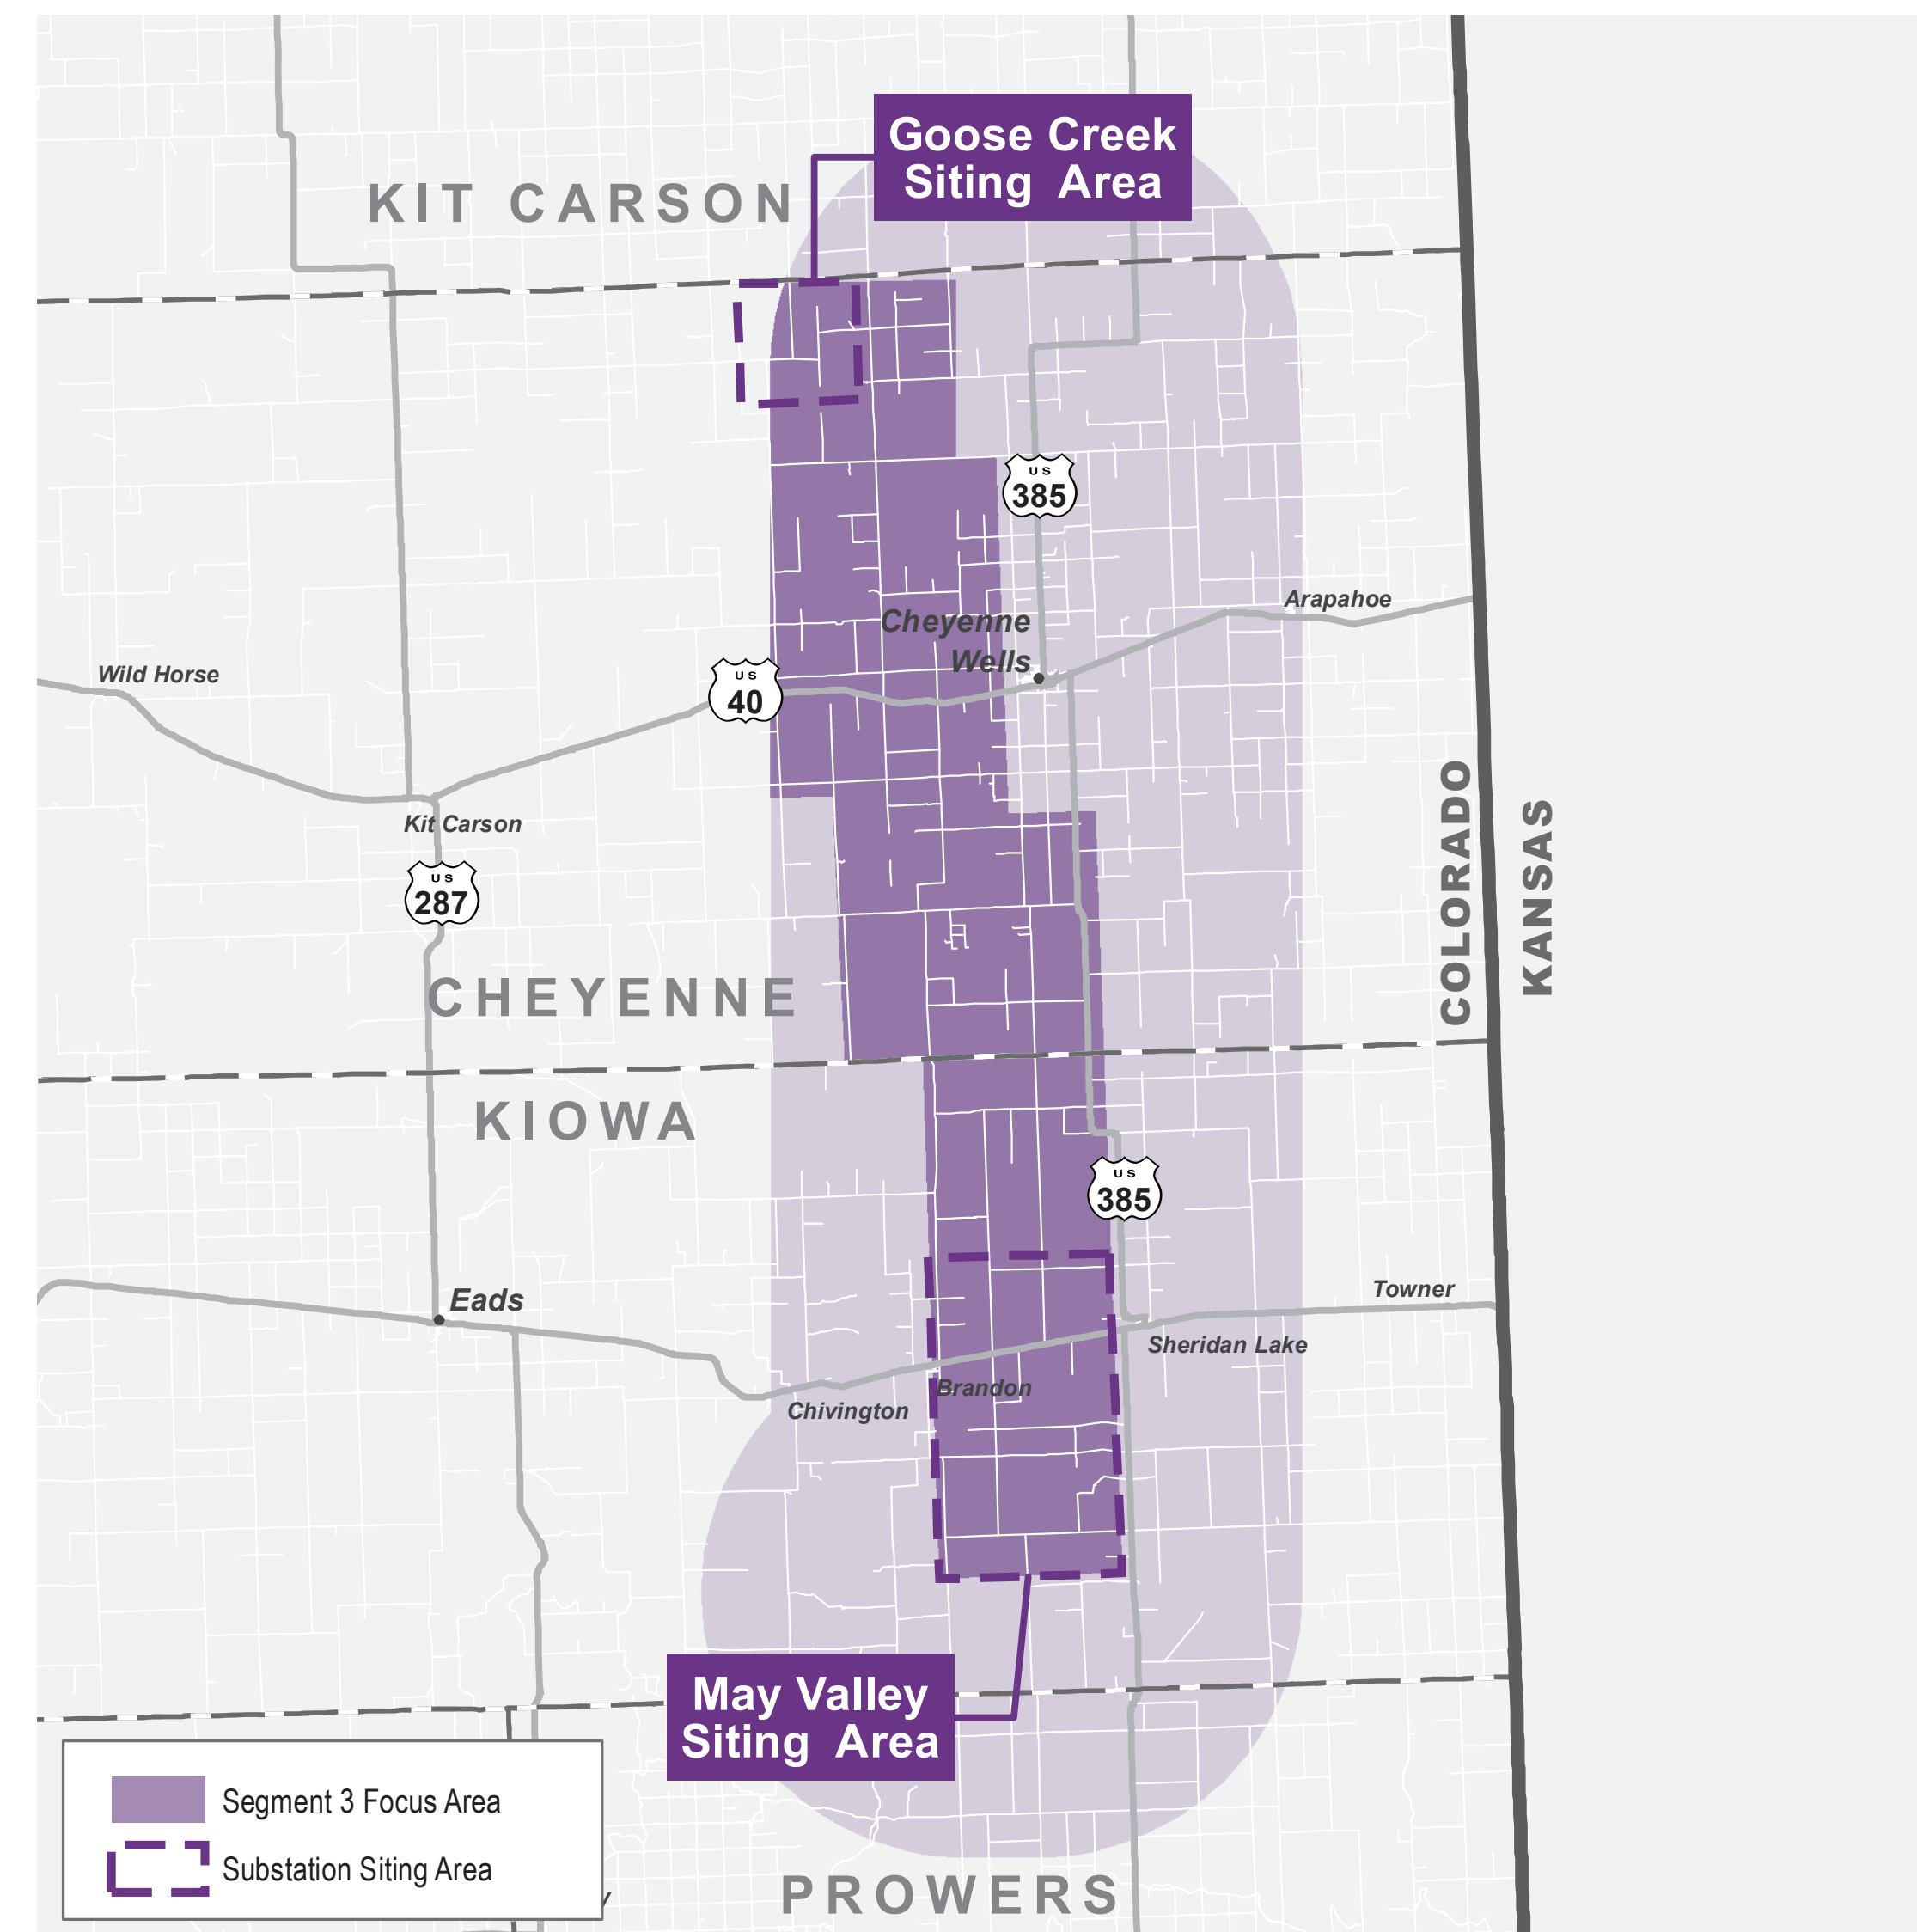 Goose Creek
Siting Area
KIT CARSON
US
385
Arapahoe
Cheyenne
Wells
Wild Horse
US
40
COLORADO
KANSAS
Kit Carson
US
287
CHEYENNE
KIOWA
US
385
Towner
Eads
Sheridan Lake
Brandon
Chivington
May Valley
Siting Area
Segment 3 Focus Area
Substation Siting Area
PROWERS